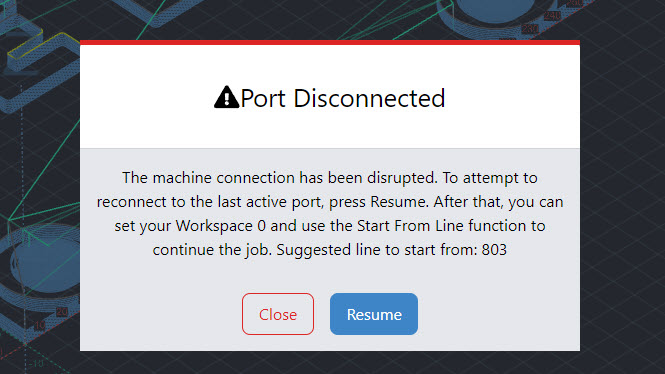 Port Disconnected
The machine connection has been disrupted. To attempt to
reconnect to the last active port, press Resume. After that, you can
set your Workspace 0 and use the Start From Line function to
continue the job. Suggested line to start from: 803
Close
Resume
-10